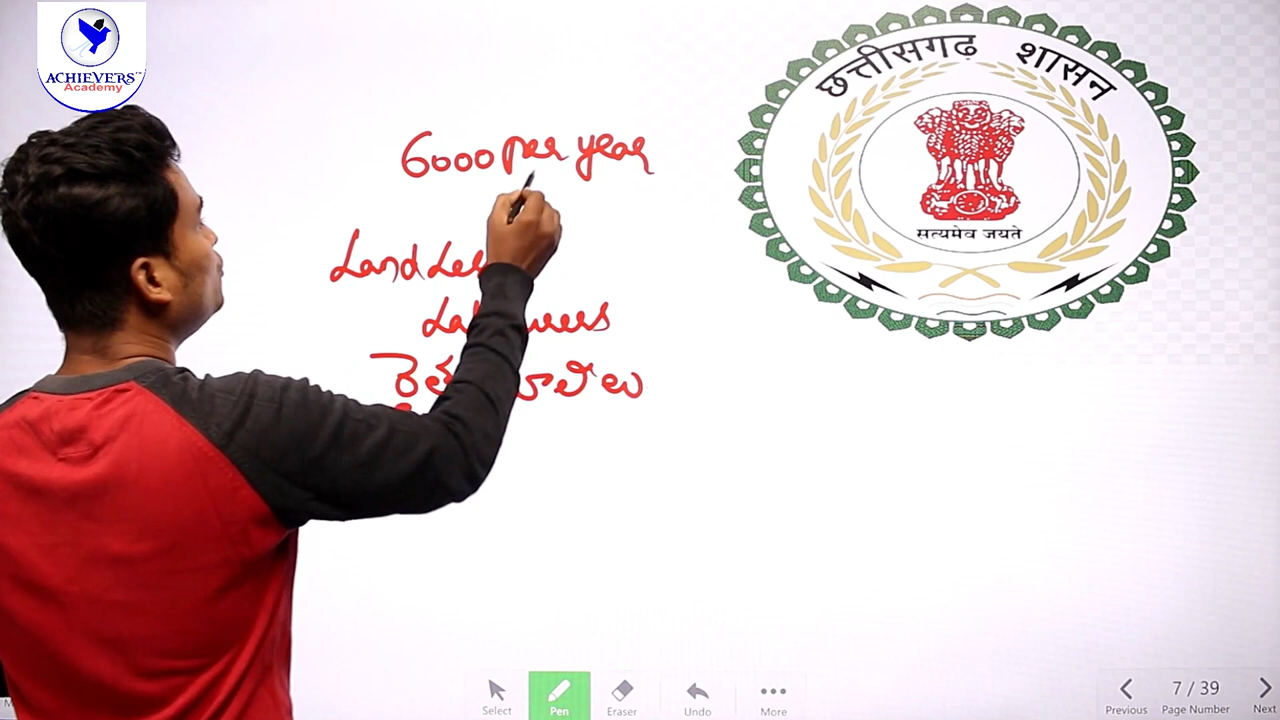 ACHIEVERS
Academy
छत्तीसगढ़ शासन
सत्यमेव जयते
6000 per year
Land
Select
Pen
Eraser
Undo
More
7 / 39
Previous
Page Number
Next